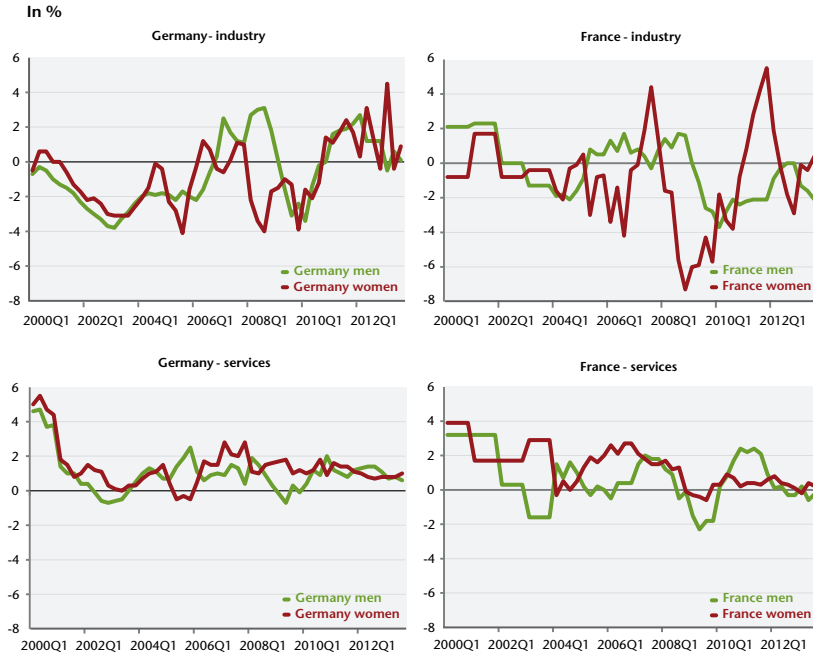 In %
Germany - industry
6
4
2
0
-2
-4
-6
-8
Germany men
Germany women
2000Q1 2002Q1 2004Q1 2006Q1 2008Q1 2010Q1 2012Q1
France - industry
6
4
2
0
-2
-4
-6
-8
France men
France women
2000Q1 2002Q1 2004Q1 2006Q1 2008Q1 2010Q1 2012Q1
Germany - services
6
4
2
0
-2
-4
-6
-8
Germany men
Germany women
2000Q1 2002Q1 2004Q1 2006Q1 2008Q1 2010Q1 2012Q1
France - services
6
4
2
0
-2
-4
-6
-8
France men
France women
2000Q1 2002Q1 2004Q1 2006Q1 2008Q1 2010Q1 2012Q1